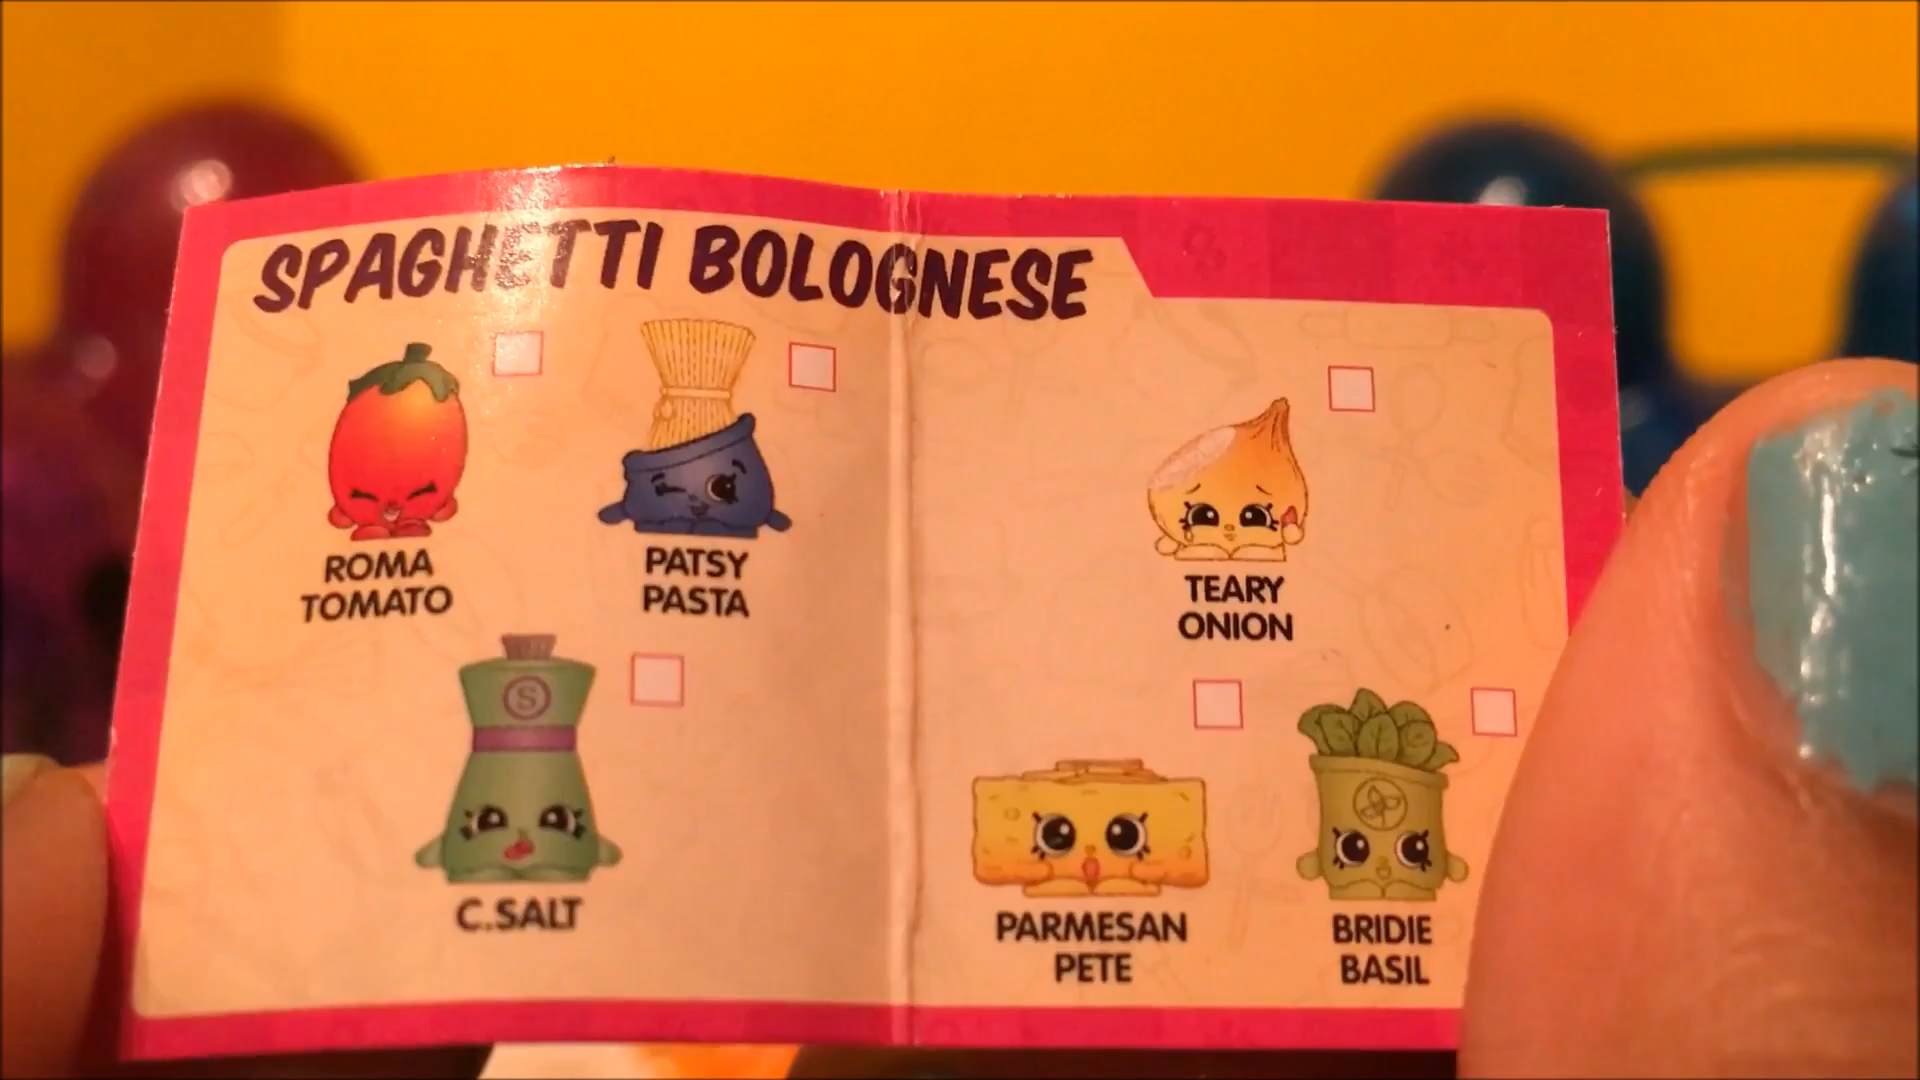 SPAGHETTI BOLOGNESE
ROMA
TOMATO
PATSY
PASTA
TEARY
ONION
S
C.SALT
PARMESAN
PETE
BRIDIE
BASIL